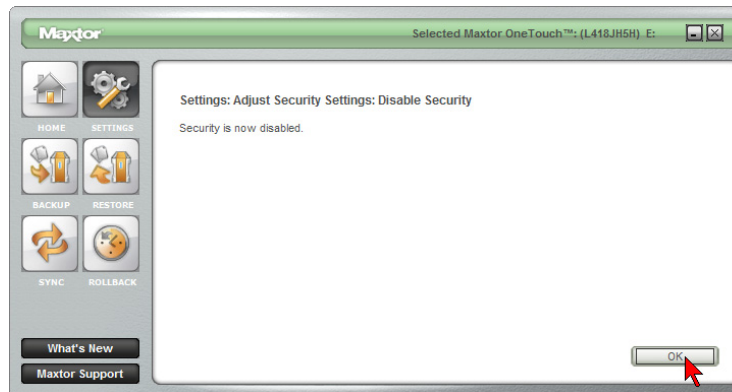 Maxtor
Selected Maxtor OneTouch™: (L418JH5H) E:
HOME SETTINGS
BACKUP RESTORE
SYNC ROLLBACK
What's New
Maxtor Support
Settings: Adjust Security Settings: Disable Security
Security is now disabled.
OK